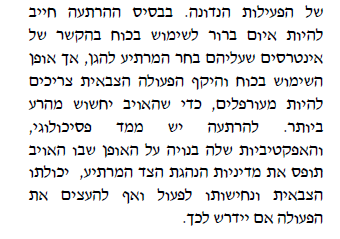 של הפעילות הנדונה. בבסיס ההרתעה חייב
להיות איום ברור לשימוש בכוח בהקשר של
אינטרסים שעליהם בחר המרתיע להגן, אך אופן
השימוש בכוח והיקף הפעולה הצבאית צריכים
להיות מעורפלים, כדי שהאויב יחשוש מהרע
ביותר. להרתעה יש ממד פסיכולוגי,
והאפקטיביות שלה בנויה על האופן שבו האויב
תופס את מדיניות הנהגת הצד המרתיע, יכולתו
הצבאית ונחישותו לפעול ואף להעצים את
הפעולה אם יידרש לכך.